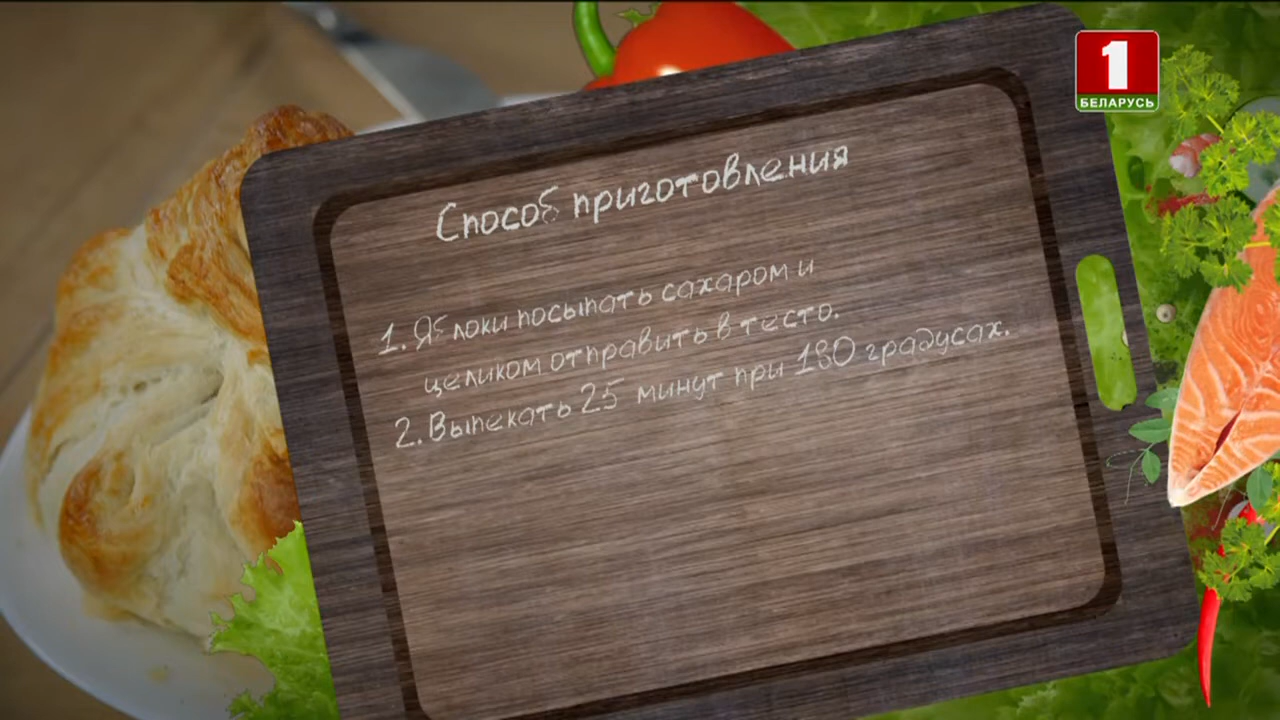 1
БЕЛАРУСЬ
Способ приготовления
1. Яблоки посыпать сахаром и
целиком отправить в тесто.
2. Выпекать 25 минут при 180 градусах.